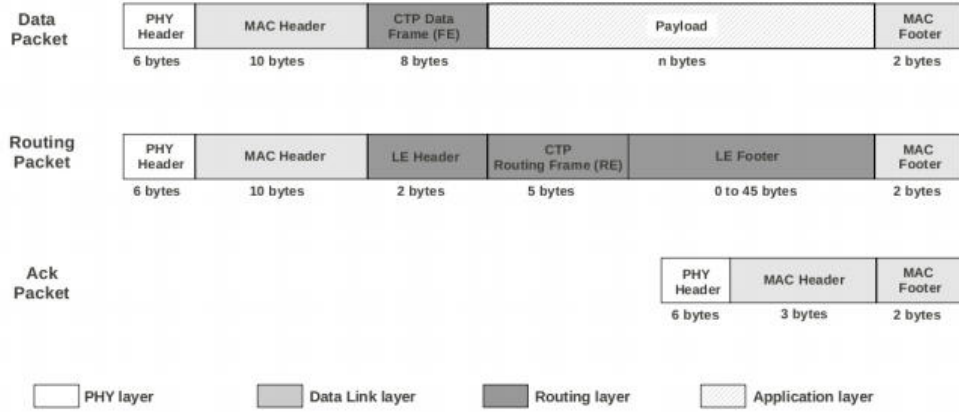 Data
Packet
PHY
Header
MAC Header
CTP Data
Frame (FE)
Payload
MAC
Footer
6 bytes
10 bytes
8 bytes
n bytes
2 bytes
Routing
Packet
PHY
Header
MAC Header
LE Header
CTP
Routing Frame (RE)
LE Footer
MAC
Footer
6 bytes
10 bytes
2 bytes
5 bytes
0 to 45 bytes
2 bytes
Ack
Packet
PHY
Header
MAC Header
MAC
Footer
6 bytes
3 bytes
2 bytes
PHY layer
Data Link layer
Routing layer
Application layer